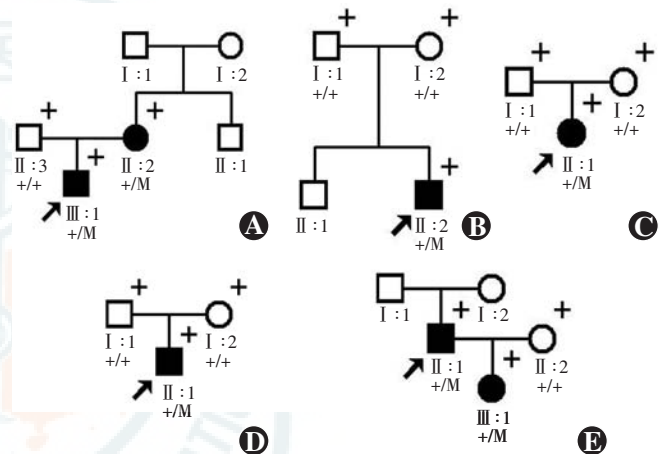 + +
Ⅰ:1 Ⅰ:2
+/+ +/+
+
Ⅱ:1 Ⅱ:2
+/M
B
Ⅰ:1 Ⅰ:2
+ +
Ⅱ:3 Ⅱ:2 Ⅱ:1
+/+ +/M
+
Ⅲ:1
+/M
A
+ +
Ⅰ:1 Ⅰ:2
+/+ +/+
+
Ⅱ:1
+/M
C
+ +
Ⅰ:1 Ⅰ:2
+/+ +/+
+
Ⅱ:1
+/M
D
Ⅰ:1 Ⅰ:2
+ +
Ⅱ:1 Ⅱ:2
+/M +/+
+
Ⅲ:1
+/M
E